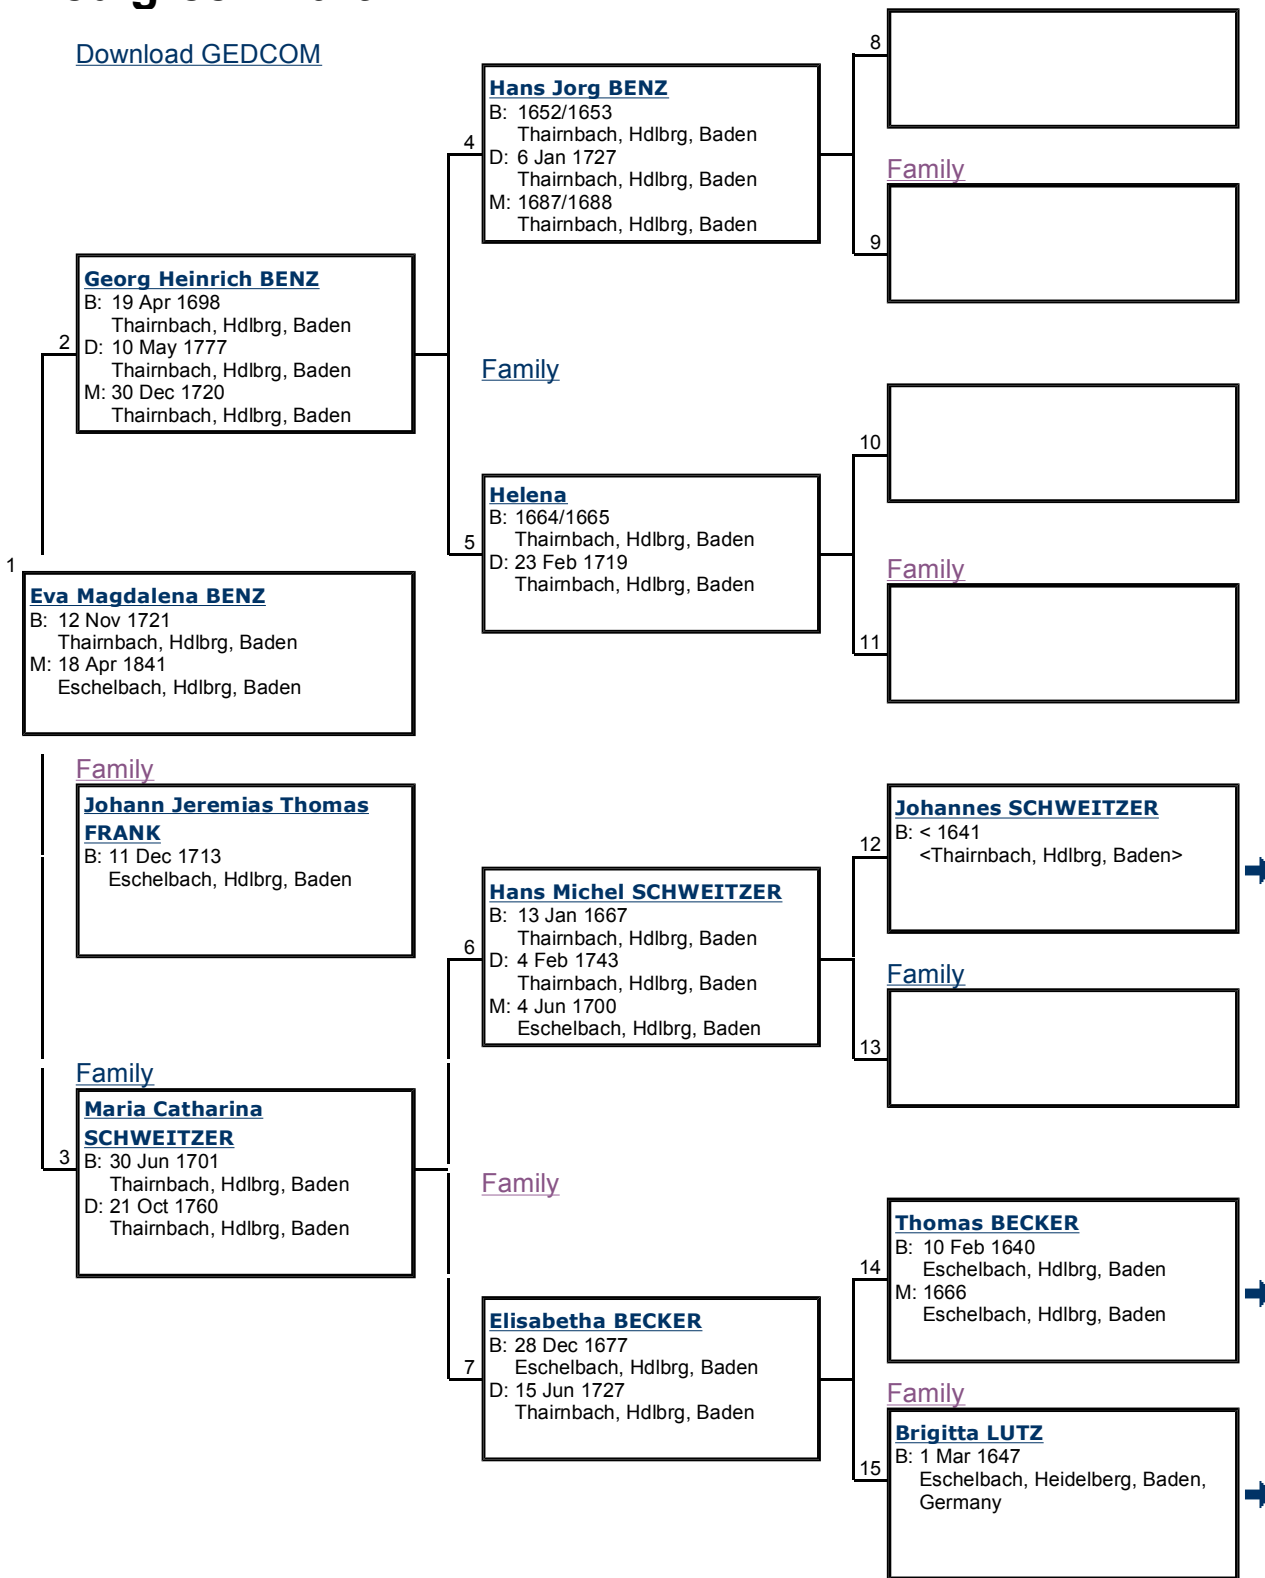 Download GEDCOM
1
Eva Magdalena BENZ
B: 12 Nov 1721
Thairnbach, Hdlbrg, Baden
M: 18 Apr 1841
Eschelbach, Hdlbrg, Baden
Family
Johann Jeremias Thomas
FRANK
B: 11 Dec 1713
Eschelbach, Hdlbrg, Baden
2
Georg Heinrich BENZ
B: 19 Apr 1698
Thairnbach, Hdlbrg, Baden
D: 10 May 1777
Thairnbach, Hdlbrg, Baden
M: 30 Dec 1720
Thairnbach, Hdlbrg, Baden
Family
3
Maria Catharina
SCHWEITZER
B: 30 Jun 1701
Thairnbach, Hdlbrg, Baden
D: 21 Oct 1760
Thairnbach, Hdlbrg, Baden
4
Hans Jorg BENZ
B: 1652/1653
Thairnbach, Hdlbrg, Baden
D: 6 Jan 1727
Thairnbach, Hdlbrg, Baden
M: 1687/1688
Thairnbach, Hdlbrg, Baden
Family
5
Helena
B: 1664/1665
Thairnbach, Hdlbrg, Baden
D: 23 Feb 1719
Thairnbach, Hdlbrg, Baden
6
Hans Michel SCHWEITZER
B: 13 Jan 1667
Thairnbach, Hdlbrg, Baden
D: 4 Feb 1743
Thairnbach, Hdlbrg, Baden
M: 4 Jun 1700
Eschelbach, Hdlbrg, Baden
Family
7
Elisabetha BECKER
B: 28 Dec 1677
Eschelbach, Hdlbrg, Baden
D: 15 Jun 1727
Thairnbach, Hdlbrg, Baden
8
Family
9
10
Family
11
12
Johannes SCHWEITZER
B: < 1641
<Thairnbach, Hdlbrg, Baden>
Family
13
14
Thomas BECKER
B: 10 Feb 1640
Eschelbach, Hdlbrg, Baden
M: 1666
Eschelbach, Hdlbrg, Baden
Family
15
Brigitta LUTZ
B: 1 Mar 1647
Eschelbach, Heidelberg, Baden,
Germany